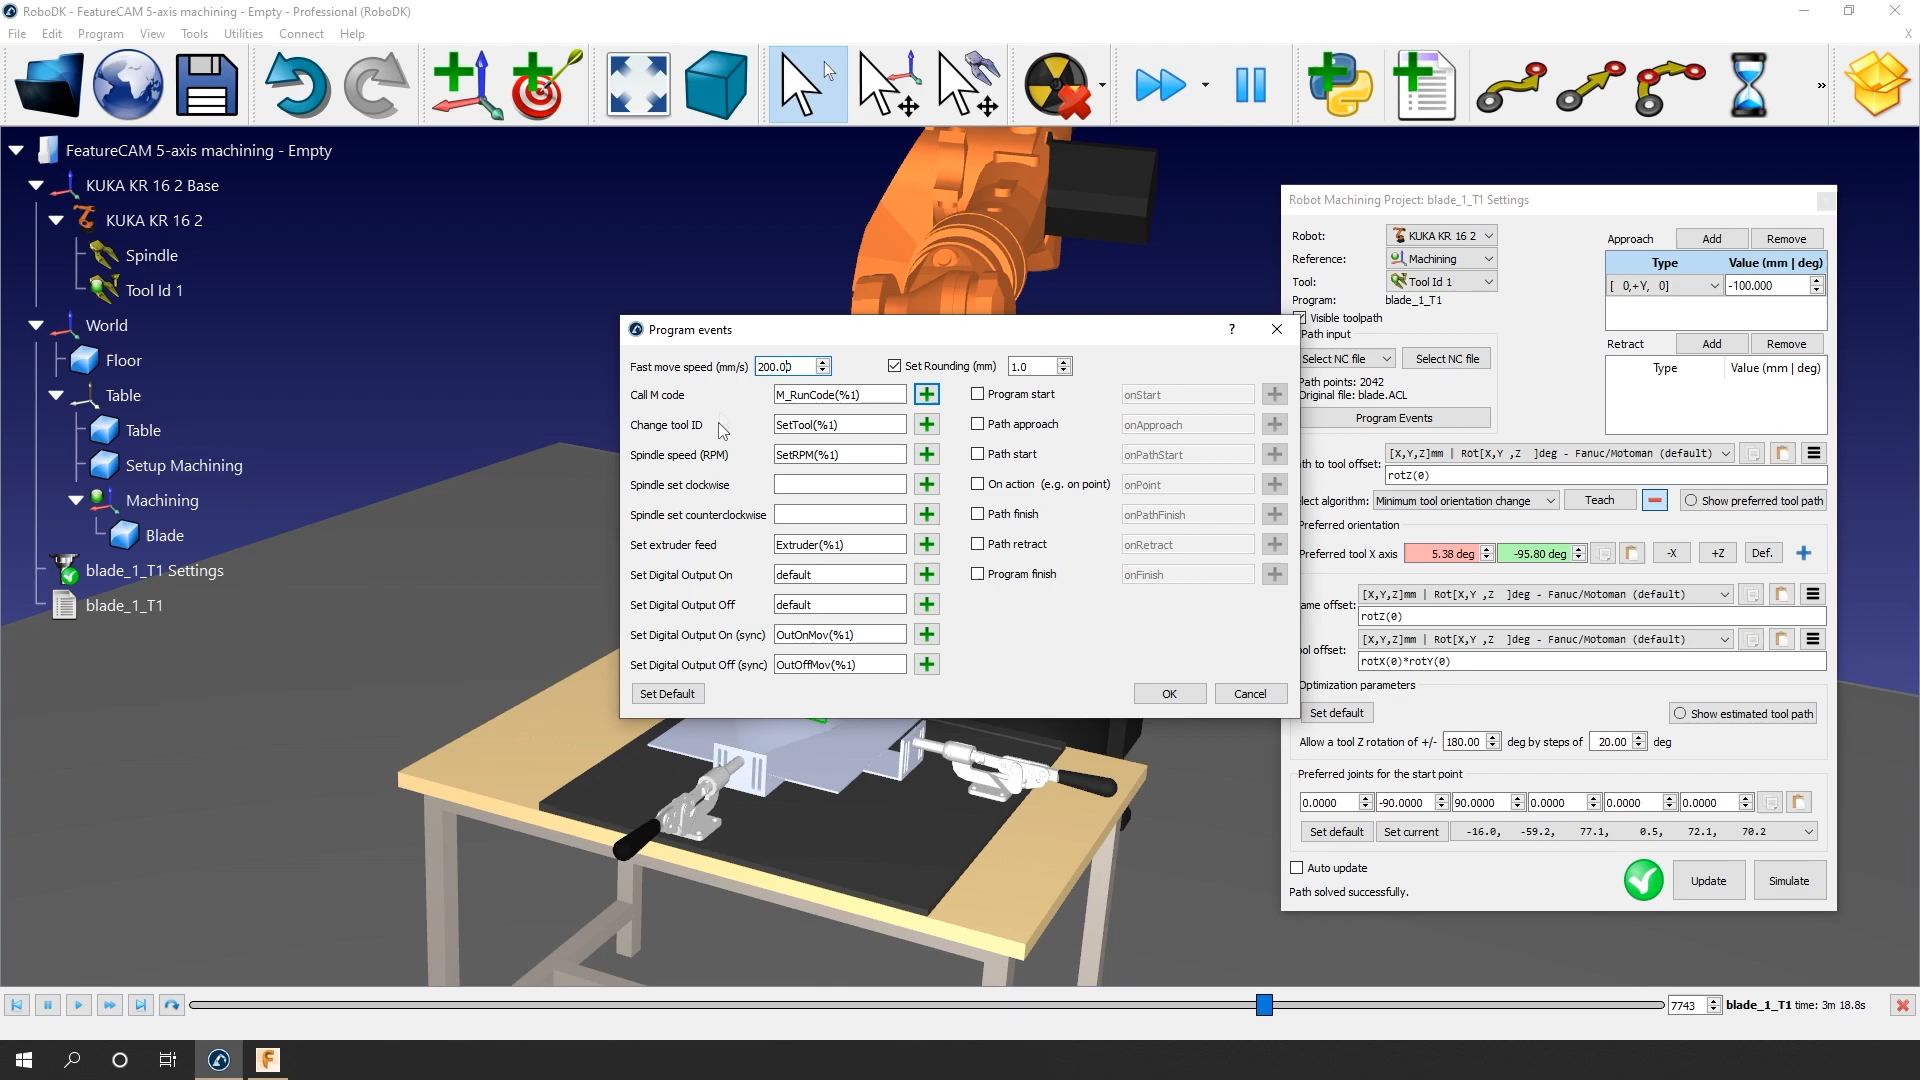 RoboDK - FeatureCAM 5-axis machining - Empty - Professional (RoboDK)
File Edit Program View Tools Utilities Connect Help
FeatureCAM 5-axis machining - Empty
KUKA KR 16 2 Base
KUKA KR 16 2
Spindle
Tool Id 1
World
Floor
Table
Table
Setup Machining
Machining
Blade
blade_1_T1 Settings
blade_1_T1
Program events
Fast move speed (mm/s) 200.00 Set Rounding (mm) 1.0
Call M code M_RunCode(%1) Program start onStart
Change tool ID SetTool(%1) Path approach onApproach
Spindle speed (RPM) SetRPM(%1) Path start onPathStart
Spindle set clockwise On action (e.g. on point) onPoint
Spindle set counterclockwise Path finish onPathFinish
Set extruder feed Extruder(%1) Path retract onRetract
Set Digital Output On default Program finish onFinish
Set Digital Output Off default
Set Digital Output On (sync) OutOnMov(%1)
Set Digital Output Off (sync) OutOffMov(%1)
Set Default OK Cancel
Robot Machining Project: blade_1_T1 Settings
Robot: KUKA KR 16 2
Reference: Machining
Tool: Tool Id 1
Program: blade_1_T1
Visible toolpath
Path input
Select NC file Select NC file
Path points: 2042
Original file: blade.ACL
Program Events
Approach Add Remove
Type Value (mm | deg)
[ 0,+Y, 0] -100.000
Retract Add Remove
Type Value (mm | deg)
th to tool offset: [X,Y,Z]mm | Rot[X,Y ,Z ]deg - Fanuc/Motoman (default)
rotZ(0)
lect algorithm: Minimum tool orientation change Teach Show preferred tool path
Preferred orientation
Preferred tool X axis 5.38 deg -95.80 deg -X +Z Def.
ame offset: [X,Y,Z]mm | Rot[X,Y ,Z ]deg - Fanuc/Motoman (default)
rotZ(0)
ol offset: [X,Y,Z]mm | Rot[X,Y ,Z ]deg - Fanuc/Motoman (default)
rotX(0)*rotY(0)
Optimization parameters
Set default Show estimated tool path
Allow a tool Z rotation of +/- 180.00 deg by steps of 20.00 deg
Preferred joints for the start point
0.0000 -90.0000 90.0000 0.0000 0.0000 0.0000
Set default Set current -16.0, -59.2, 77.1, 0.5, 72.1, 70.2
Auto update
Path solved successfully.
Update Simulate
7743 blade_1_T1 time: 3m 18.8s